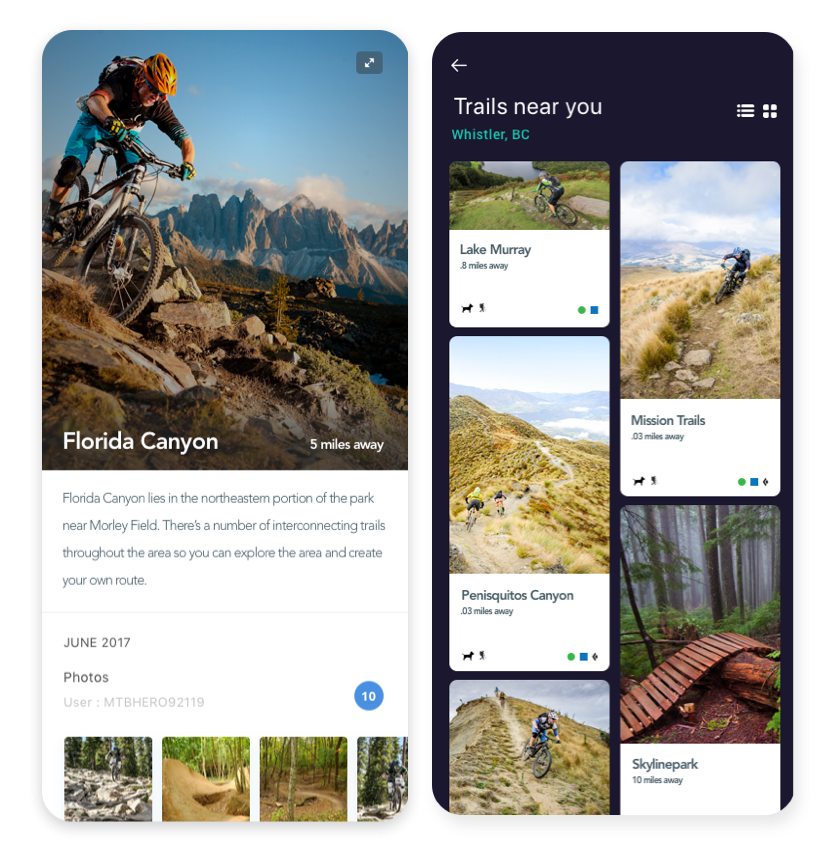 Florida Canyon
5 miles away
Florida Canyon lies in the northeastern portion of the park
near Morley Field. There's a number of interconnecting trails
throughout the area so you can explore the area and create
your own route.
JUNE 2017
Photos
User : MTBHERO92119
10
Trails near you
Whistler, BC
Lake Murray
.8 miles away
Mission Trails
.03 miles away
Penisquitos Canyon
.03 miles away
Skylinepark
10 miles away